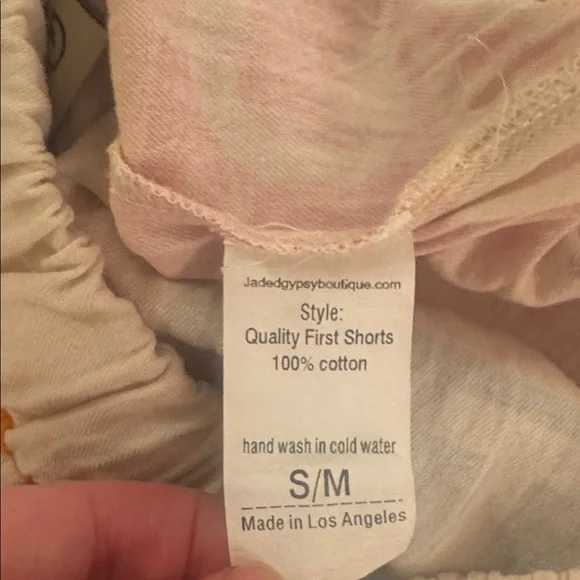 Jadedgypsyboutique.com
Style:
Quality First Shorts
100% cotton
hand wash in cold water
S/M
Made in Los Angeles